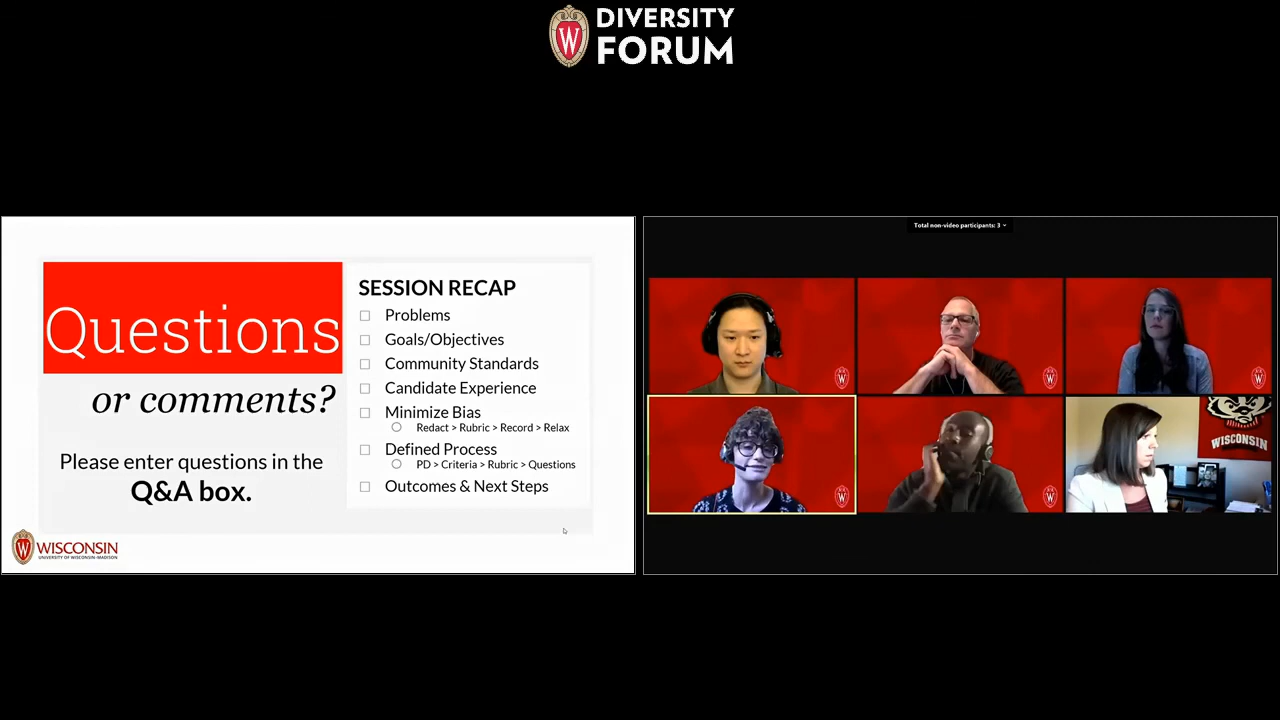 DIVERSITY
FORUM
Total non-video participants: 3
Questions
or comments?
Please enter questions in the
Q&A box.
SESSION RECAP
Problems
Goals/Objectives
Community Standards
Candidate Experience
Minimize Bias
Redact > Rubric > Record > Relax
Defined Process
PD > Criteria > Rubric > Questions
Outcomes & Next Steps
W
WISCONSIN
UNIVERSITY OF WISCONSIN-MADISON
W
W
W
W
W
W
WISCONSIN